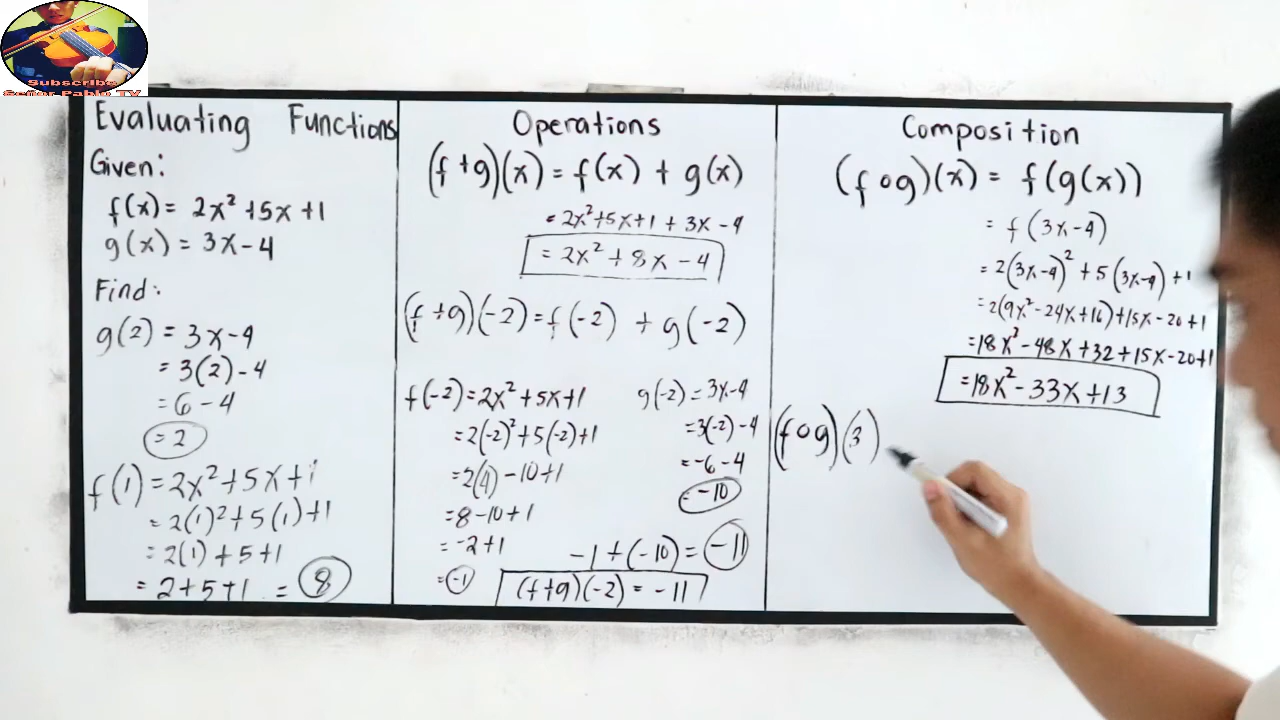 Subscribe
Señor Pablo TV
Evaluating Functions
Given:
f(x) = 2x² + 5x + 1
g(x) = 3x - 4
Find:
g(2) = 3x - 4
= 3(2) - 4
= 6 - 4
= 2
f(1) = 2x² + 5x + 1
= 2(1)² + 5(1) + 1
= 2(1) + 5 + 1
= 2 + 5 + 1 = 8
Operations
(f + g)(x) = f(x) + g(x)
= 2x² + 5x + 1 + 3x - 4
= 2x² + 8x - 4
(f + g)(-2) = f(-2) + g(-2)
f(-2) = 2x² + 5x + 1
= 2(-2)² + 5(-2) + 1
= 2(4) - 10 + 1
= 8 - 10 + 1
= -2 + 1
= -1
g(-2) = 3x - 4
= 3(-2) - 4
= -6 - 4
= -10
-1 + (-10) = -11
(f + g)(-2) = -11
Composition
(f o g)(x) = f(g(x))
= f(3x - 4)
= 2(3x - 4)² + 5(3x - 4) + 1
= 2(9x² - 24x + 16) + 15x - 20 + 1
= 18x² - 48x + 32 + 15x - 20 + 1
= 18x² - 33x + 13
(f o g)(3)